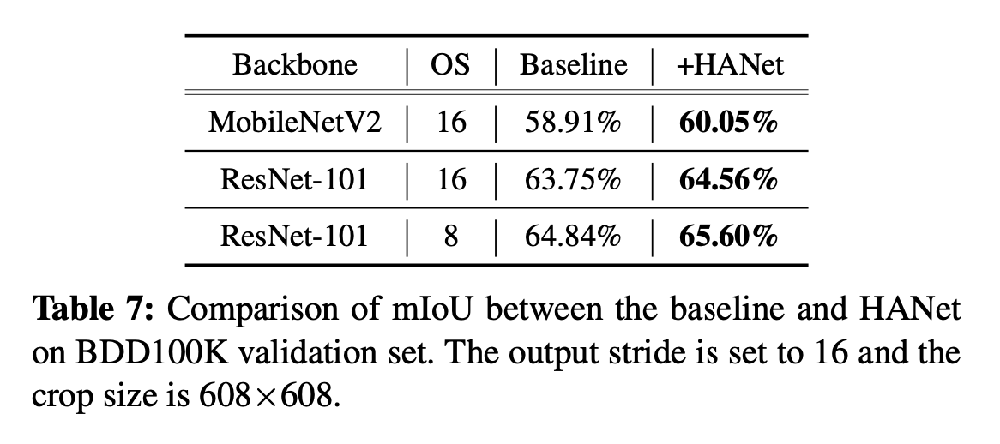 Backbone OS Baseline +HANet
MobileNetV2 16 58.91% 60.05%
ResNet-101 16 63.75% 64.56%
ResNet-101 8 64.84% 65.60%
Table 7: Comparison of mIoU between the baseline and HANet
on BDD100K validation set. The output stride is set to 16 and the
crop size is 608×608.